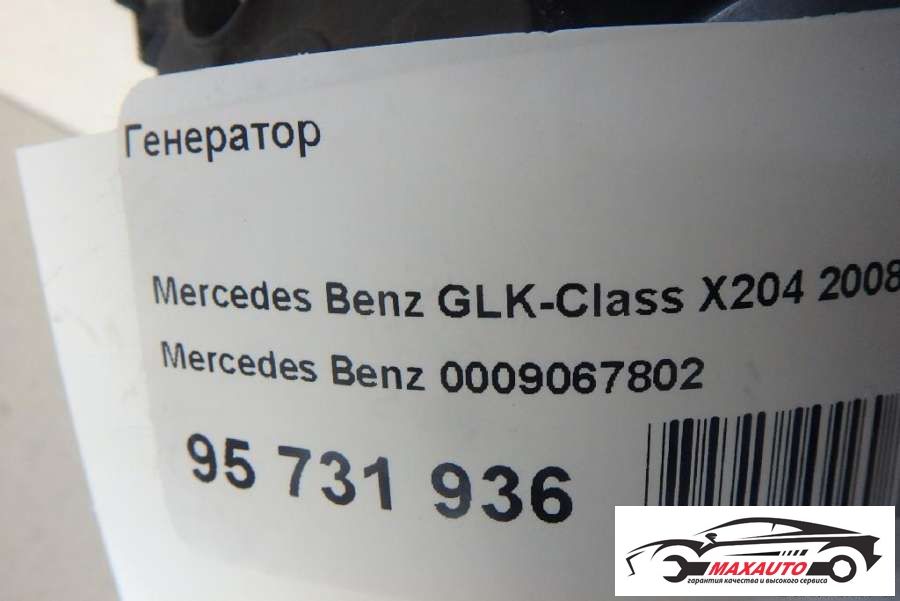 Генератор
Mercedes Benz GLK-Class X204 2008
Mercedes Benz 0009067802
95 731 936
MAXAUTO
гарантия качества и высокого сервиса